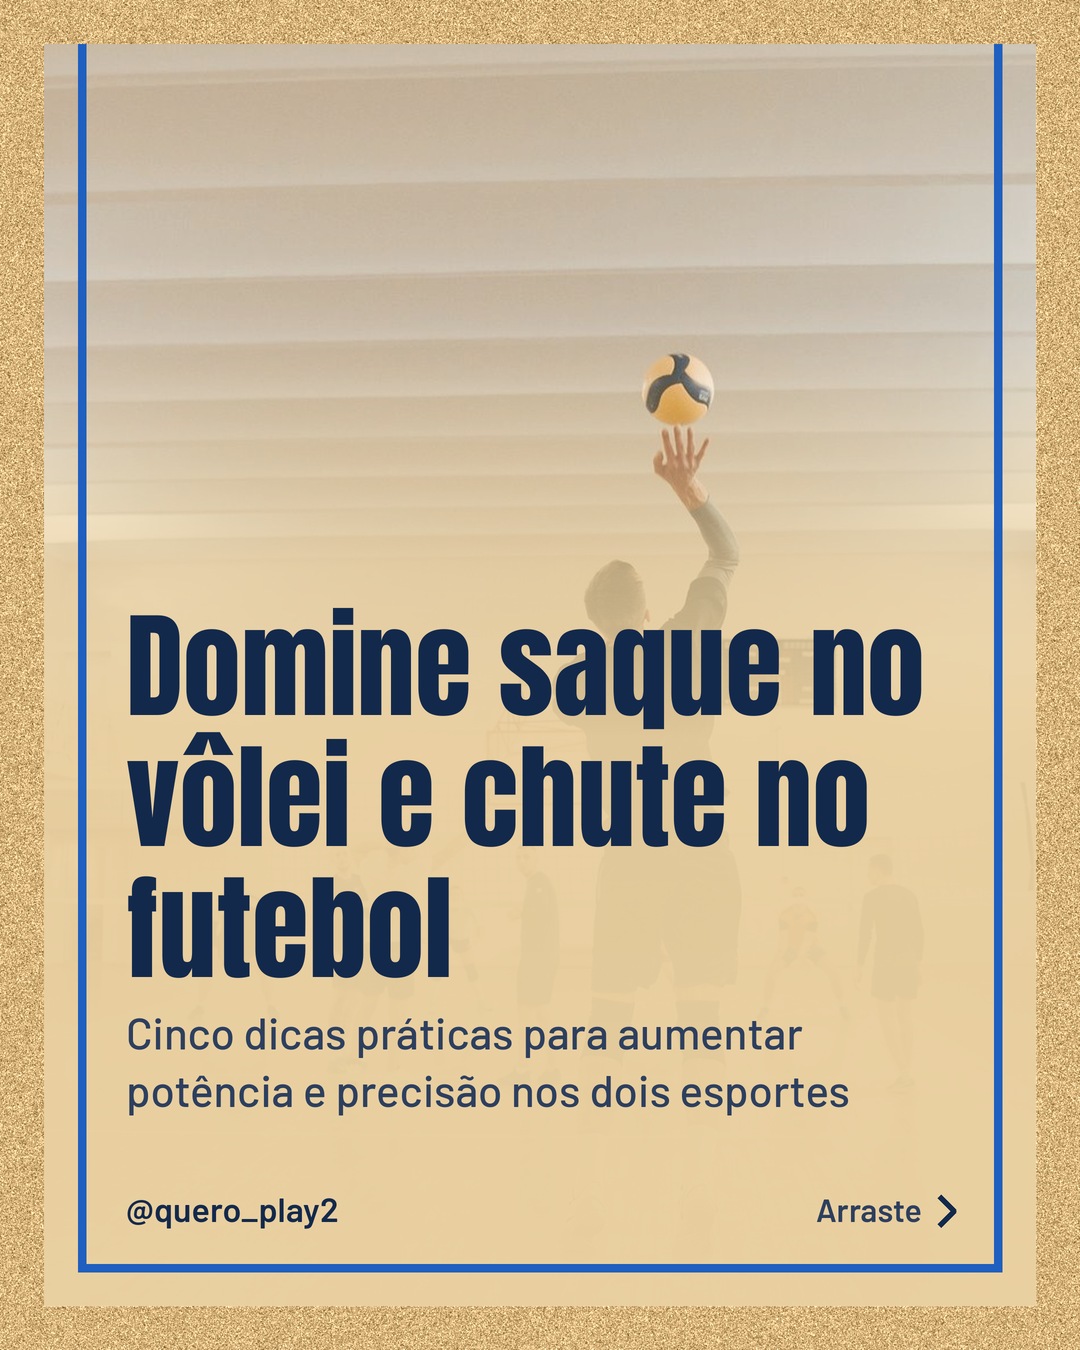 Domine saque no
vôlei e chute no
futebol
Cinco dicas práticas para aumentar
potência e precisão nos dois esportes
@quero_play2
Arraste